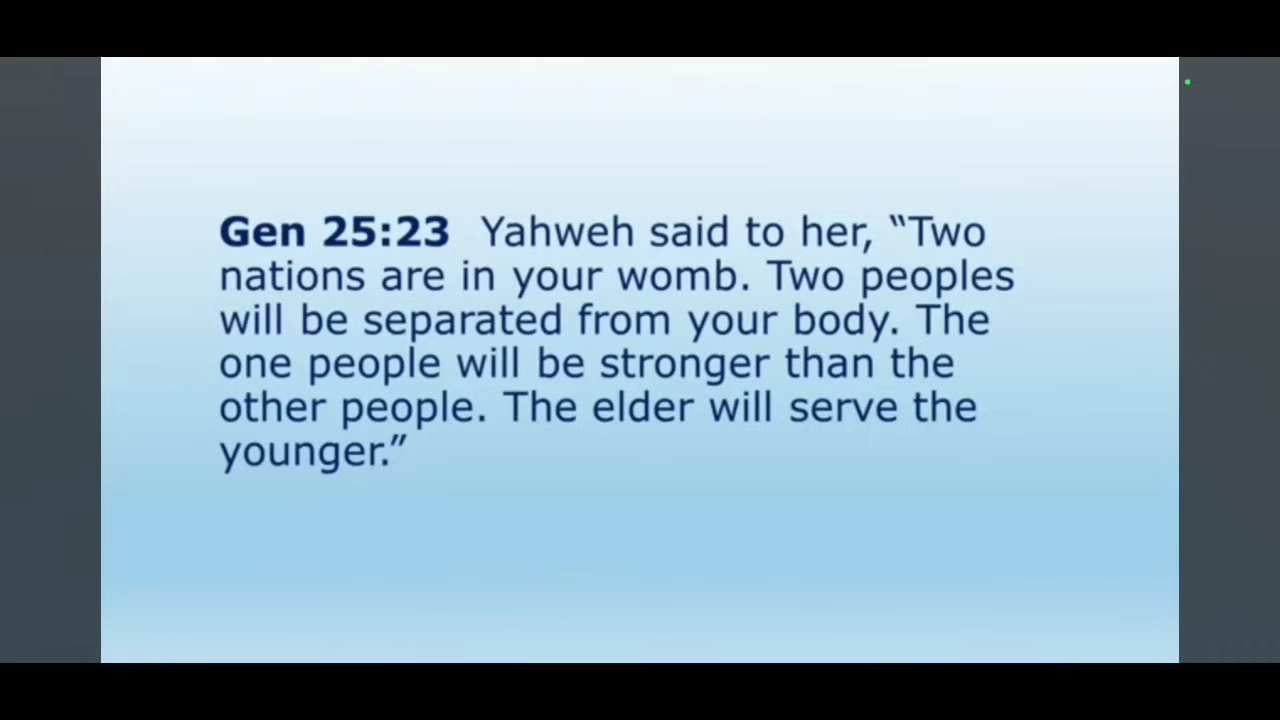 Gen 25:23  Yahweh said to her, “Two
nations are in your womb. Two peoples
will be separated from your body. The
one people will be stronger than the
other people. The elder will serve the
younger.”